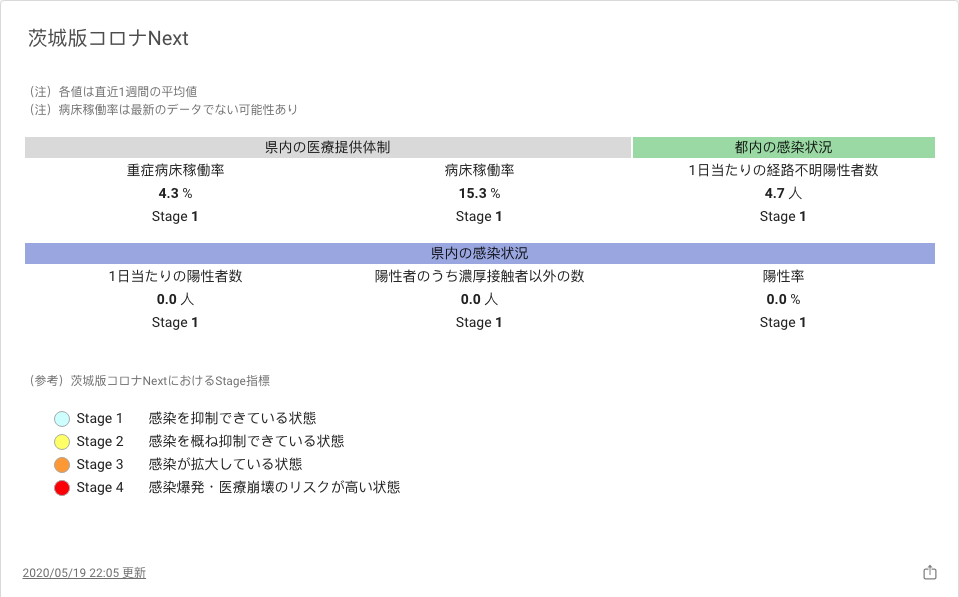 茨城版コロナNext
（注）各値は直近1週間の平均値
（注）病床稼働率は最新のデータでない可能性あり
県内の医療提供体制 都内の感染状況
重症病床稼働率 病床稼働率 1日当たりの経路不明陽性者数
4.3 % 15.3 % 4.7 人
Stage 1 Stage 1 Stage 1
県内の感染状況
1日当たりの陽性者数 陽性者のうち濃厚接触者以外の数 陽性率
0.0 人 0.0 人 0.0 %
Stage 1 Stage 1 Stage 1
（参考）茨城版コロナNextにおけるStage指標
Stage 1 感染を抑制できている状態
Stage 2 感染を概ね抑制できている状態
Stage 3 感染が拡大している状態
Stage 4 感染爆発・医療崩壊のリスクが高い状態
2020/05/19 22:05 更新